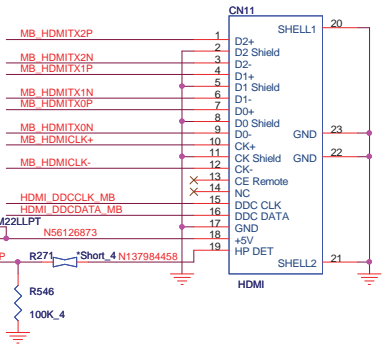 CN11
MB_HDMITX2P 1 D2+ SHELL1 20
2 D2 Shield
MB_HDMITX2N 3 D2-
MB_HDMITX1P 4 D1+
5 D1 Shield
MB_HDMITX1N 6 D1-
MB_HDMITX0P 7 D0+
8 D0 Shield
MB_HDMITX0N 9 D0- GND 23
MB_HDMICLK+ 10 CK+
11 CK Shield GND 22
MB_HDMICLK- 12 CK-
13 CE Remote
14 NC
HDMI_DDCCLK_MB 15 DDC CLK
HDMI_DDCDATA_MB 16 DDC DATA
M22LLPT 17 GND
N56126873 18 +5V
P R271 *Short_4 N137984458 19 HP DET
SHELL2 21
HDMI
R546
100K_4